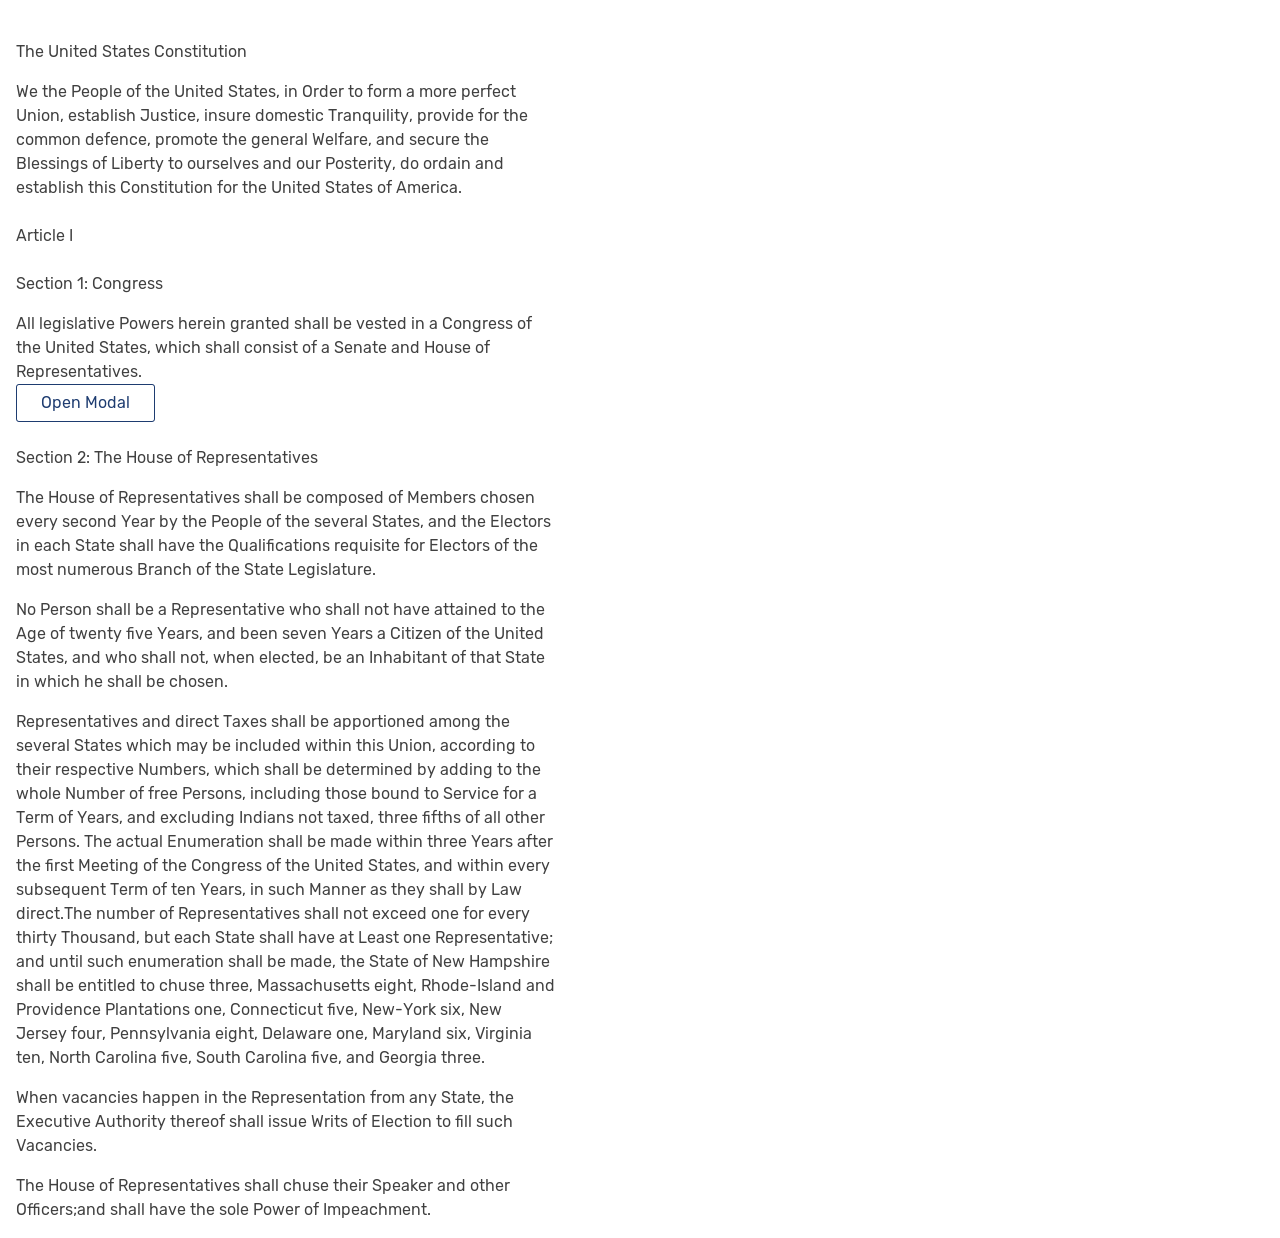 The United States Constitution
We the People of the United States, in Order to form a more perfect
Union, establish Justice, insure domestic Tranquility, provide for the
common defence, promote the general Welfare, and secure the
Blessings of Liberty to ourselves and our Posterity, do ordain and
establish this Constitution for the United States of America.
Article I
Section 1: Congress
All legislative Powers herein granted shall be vested in a Congress of
the United States, which shall consist of a Senate and House of
Representatives.
Open Modal
Section 2: The House of Representatives
The House of Representatives shall be composed of Members chosen
every second Year by the People of the several States, and the Electors
in each State shall have the Qualifications requisite for Electors of the
most numerous Branch of the State Legislature.
No Person shall be a Representative who shall not have attained to the
Age of twenty five Years, and been seven Years a Citizen of the United
States, and who shall not, when elected, be an Inhabitant of that State
in which he shall be chosen.
Representatives and direct Taxes shall be apportioned among the
several States which may be included within this Union, according to
their respective Numbers, which shall be determined by adding to the
whole Number of free Persons, including those bound to Service for a
Term of Years, and excluding Indians not taxed, three fifths of all other
Persons. The actual Enumeration shall be made within three Years after
the first Meeting of the Congress of the United States, and within every
subsequent Term of ten Years, in such Manner as they shall by Law
direct.The number of Representatives shall not exceed one for every
thirty Thousand, but each State shall have at Least one Representative;
and until such enumeration shall be made, the State of New Hampshire
shall be entitled to chuse three, Massachusetts eight, Rhode-Island and
Providence Plantations one, Connecticut five, New-York six, New
Jersey four, Pennsylvania eight, Delaware one, Maryland six, Virginia
ten, North Carolina five, South Carolina five, and Georgia three.
When vacancies happen in the Representation from any State, the
Executive Authority thereof shall issue Writs of Election to fill such
Vacancies.
The House of Representatives shall chuse their Speaker and other
Officers;and shall have the sole Power of Impeachment.